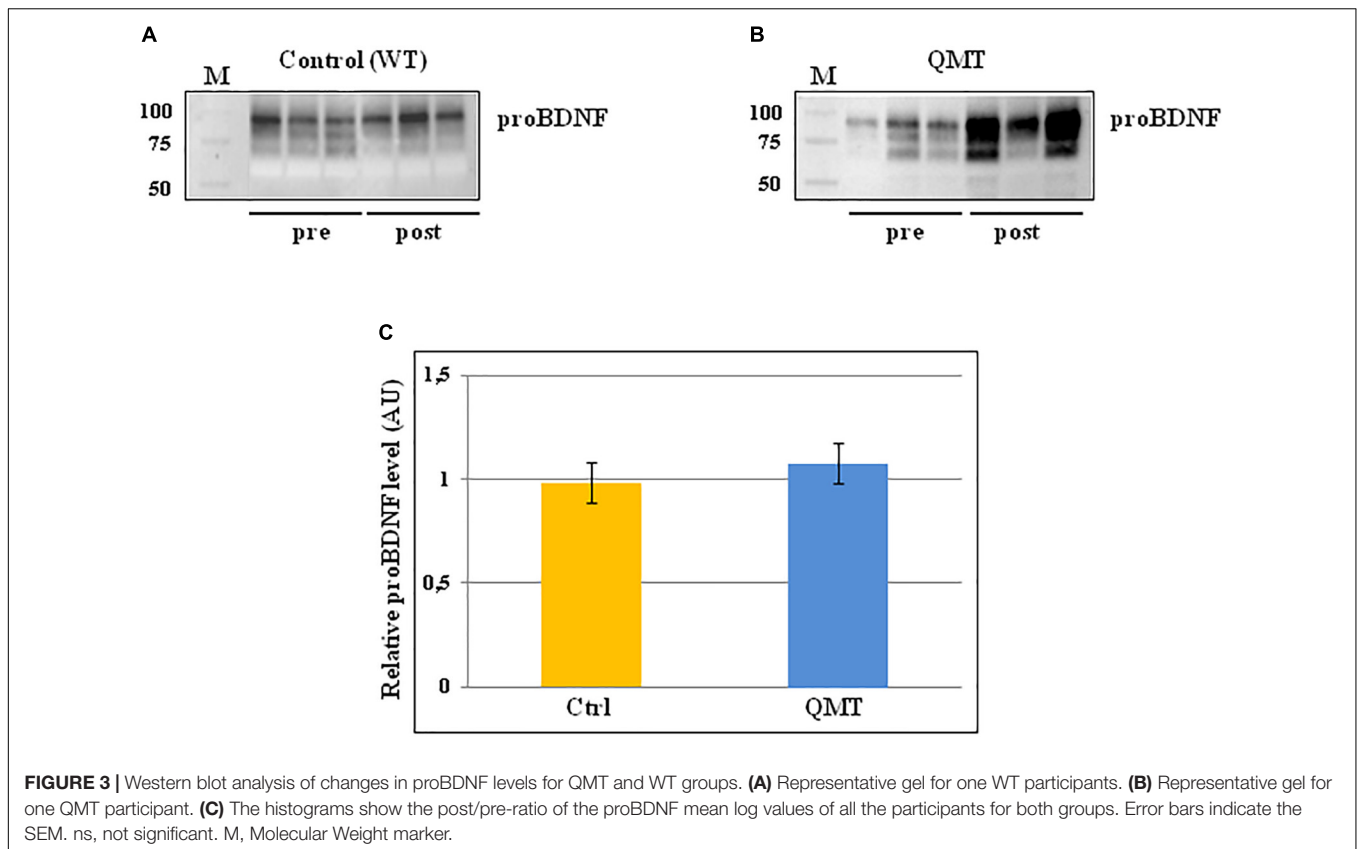 A
Control (WT)
M
100
75
50
proBDNF
pre post
B
QMT
M
100
75
50
proBDNF
pre post
C
Relative proBDNF level (AU)
1,5
1
0,5
0
Ctrl QMT
FIGURE 3 | Western blot analysis of changes in proBDNF levels for QMT and WT groups. (A) Representative gel for one WT participants. (B) Representative gel for
one QMT participant. (C) The histograms show the post/pre-ratio of the proBDNF mean log values of all the participants for both groups. Error bars indicate the
SEM. ns, not significant. M, Molecular Weight marker.